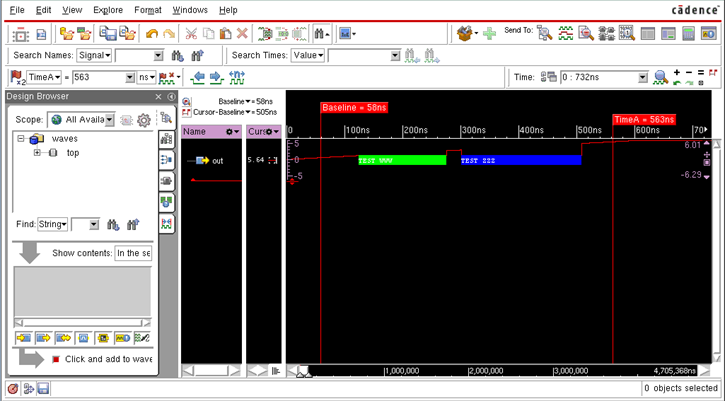 File Edit View Explore Format Windows Help
cādence
Send To:
Search Names: Signal
Search Times: Value
TimeA = 563 ns
Time: 0 : 732ns
Design Browser
Baseline = 58ns
Cursor-Baseline = 505ns
Baseline = 58ns
TimeA = 563ns
Scope: All Availa
Name
Curs
0 100ns 200ns 300ns 400ns 500ns 600ns 70
waves
top
out
5.64
5
0
-5
TEST WWW
TEST ZZZ
6.01
-6.29
Find: String
Show contents: In the se
Click and add to wave
0
1,000,000 2,000,000 3,000,000 4,705,368ns
0 objects selected